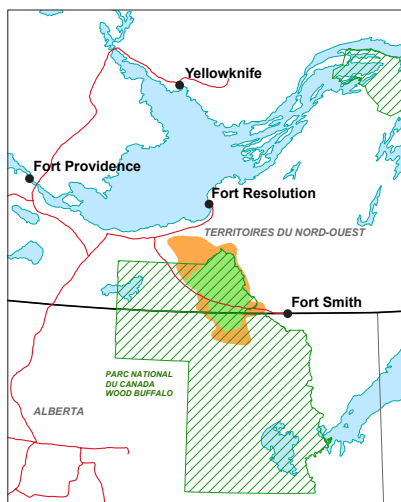 Yellowknife
Fort Providence
Fort Resolution
TERRITOIRES DU NORD-OUEST
Fort Smith
PARC NATIONAL
DU CANADA
WOOD BUFFALO
ALBERTA